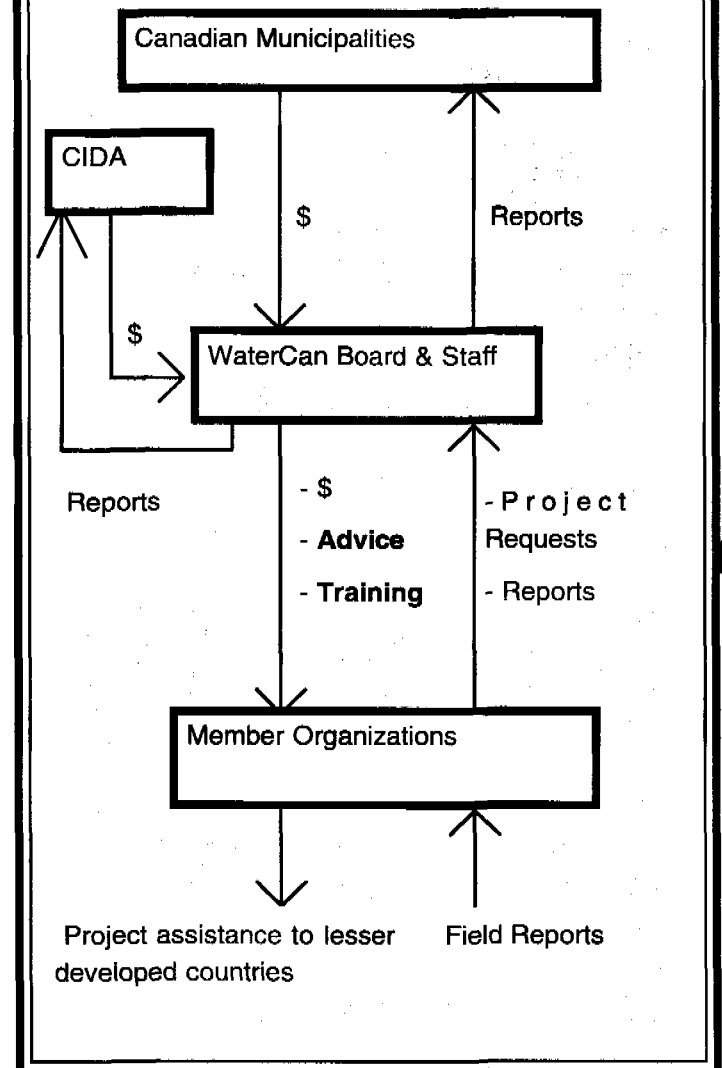 Canadian Municipalities
CIDA
$
Reports
$
WaterCan Board & Staff
Reports
- $
- Advice
- Training
- Project
Requests
- Reports
Member Organizations
Project assistance to lesser
developed countries
Field Reports